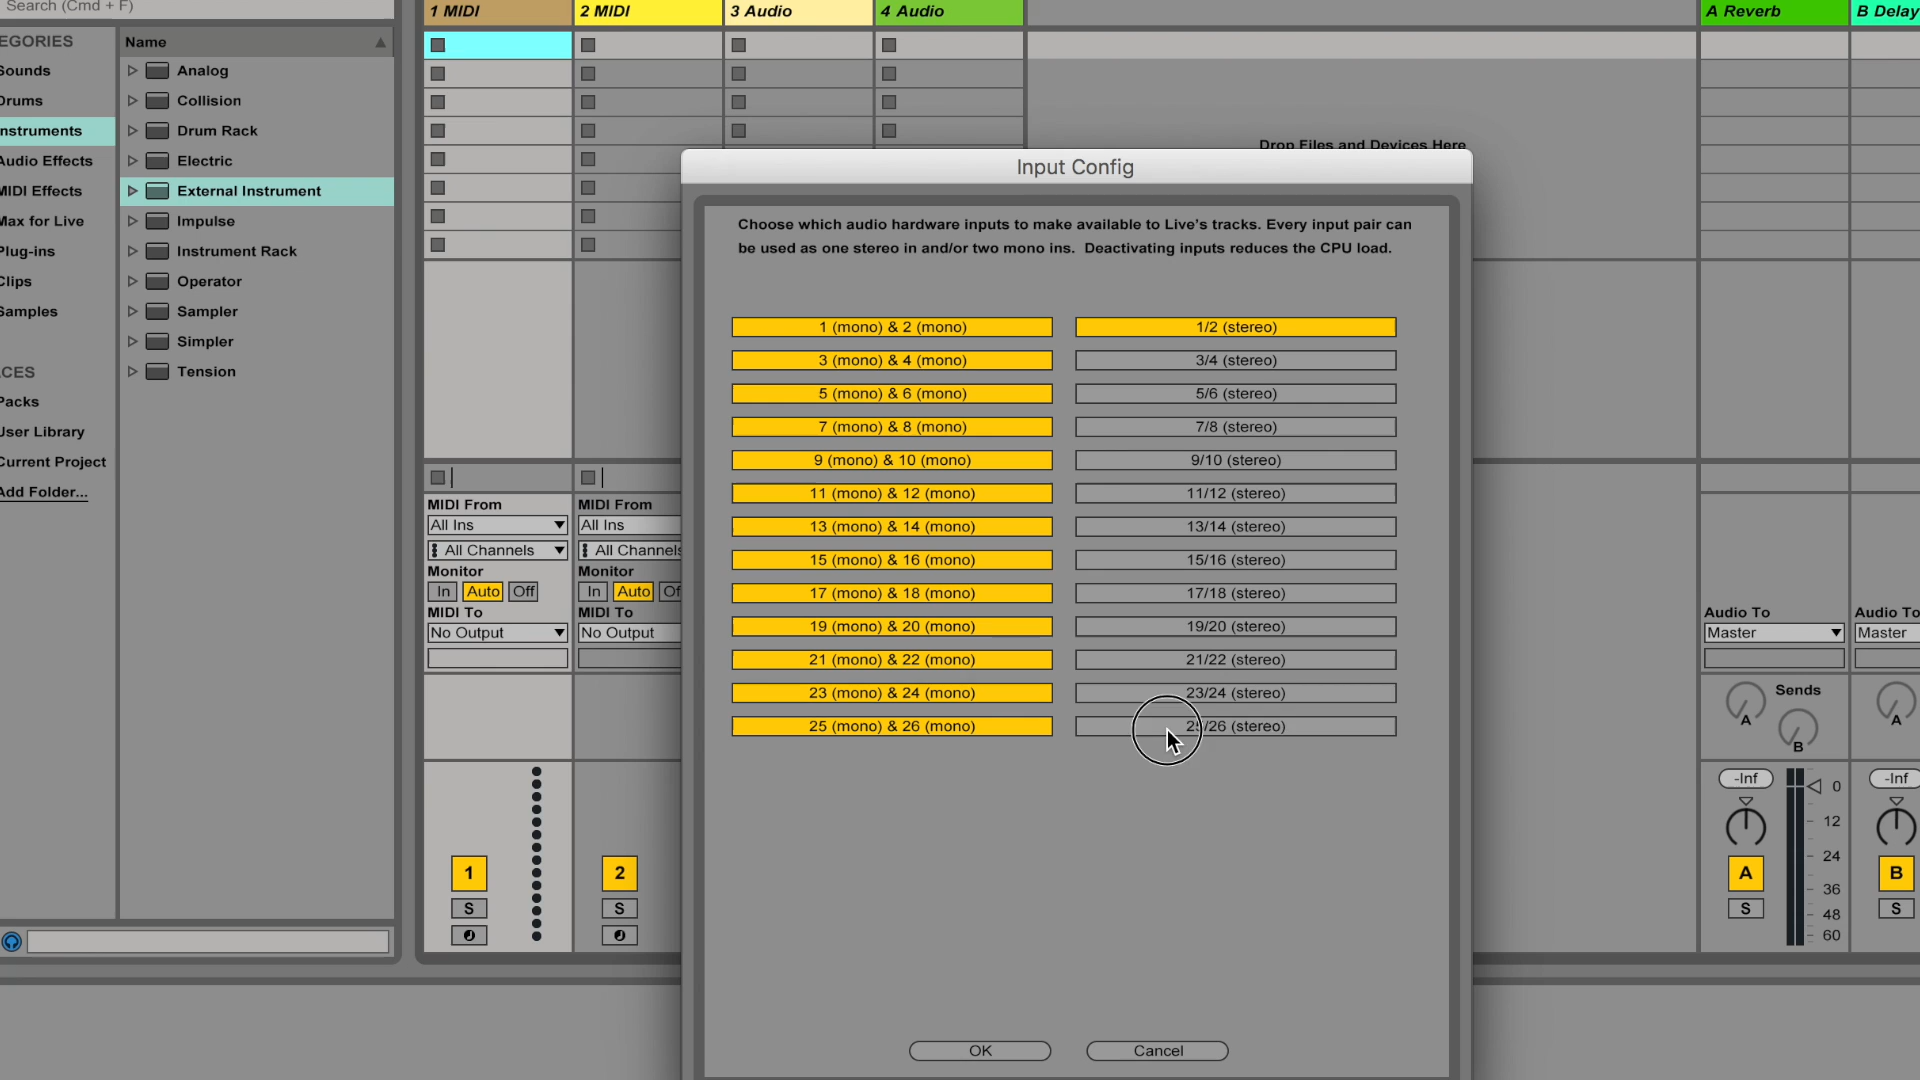 Search (Cmd + F)
EGORIES
Sounds
Drums
nstruments
Audio Effects
MIDI Effects
Max for Live
Plug-ins
Clips
Samples
CES
Packs
User Library
Current Project
Add Folder...
Name
Analog
Collision
Drum Rack
Electric
External Instrument
Impulse
Instrument Rack
Operator
Sampler
Simpler
Tension
1 MIDI
2 MIDI
3 Audio
4 Audio
A Reverb
B Delay
Drop Files and Devices Here
Input Config
Choose which audio hardware inputs to make available to Live's tracks. Every input pair can
be used as one stereo in and/or two mono ins. Deactivating inputs reduces the CPU load.
1 (mono) & 2 (mono)
1/2 (stereo)
3 (mono) & 4 (mono)
3/4 (stereo)
5 (mono) & 6 (mono)
5/6 (stereo)
7 (mono) & 8 (mono)
7/8 (stereo)
9 (mono) & 10 (mono)
9/10 (stereo)
11 (mono) & 12 (mono)
11/12 (stereo)
13 (mono) & 14 (mono)
13/14 (stereo)
15 (mono) & 16 (mono)
15/16 (stereo)
17 (mono) & 18 (mono)
17/18 (stereo)
19 (mono) & 20 (mono)
19/20 (stereo)
21 (mono) & 22 (mono)
21/22 (stereo)
23 (mono) & 24 (mono)
23/24 (stereo)
25 (mono) & 26 (mono)
25/26 (stereo)
OK
Cancel
MIDI From
All Ins
All Channels
Monitor
In
Auto
Off
MIDI To
No Output
1
S
MIDI From
All Ins
All Channels
Monitor
In
Auto
Of
MIDI To
No Output
2
S
Audio To
Master
Sends
A
B
-Inf
0
12
24
36
48
60
A
S
Audio To
Master
A
-Inf
B
S